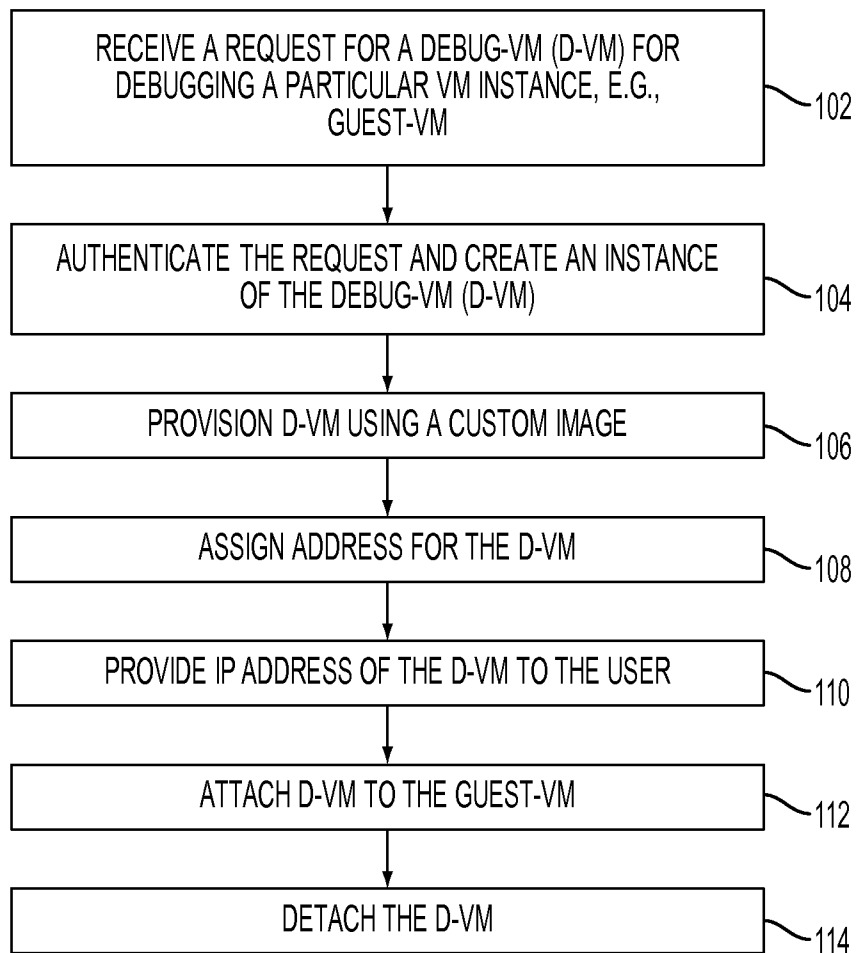 RECEIVE A REQUEST FOR A DEBUG-VM (D-VM) FOR
DEBUGGING A PARTICULAR VM INSTANCE, E.G.,
GUEST-VM
102
AUTHENTICATE THE REQUEST AND CREATE AN INSTANCE
OF THE DEBUG-VM (D-VM)
104
PROVISION D-VM USING A CUSTOM IMAGE
106
ASSIGN ADDRESS FOR THE D-VM
108
PROVIDE IP ADDRESS OF THE D-VM TO THE USER
110
ATTACH D-VM TO THE GUEST-VM
112
DETACH THE D-VM
114